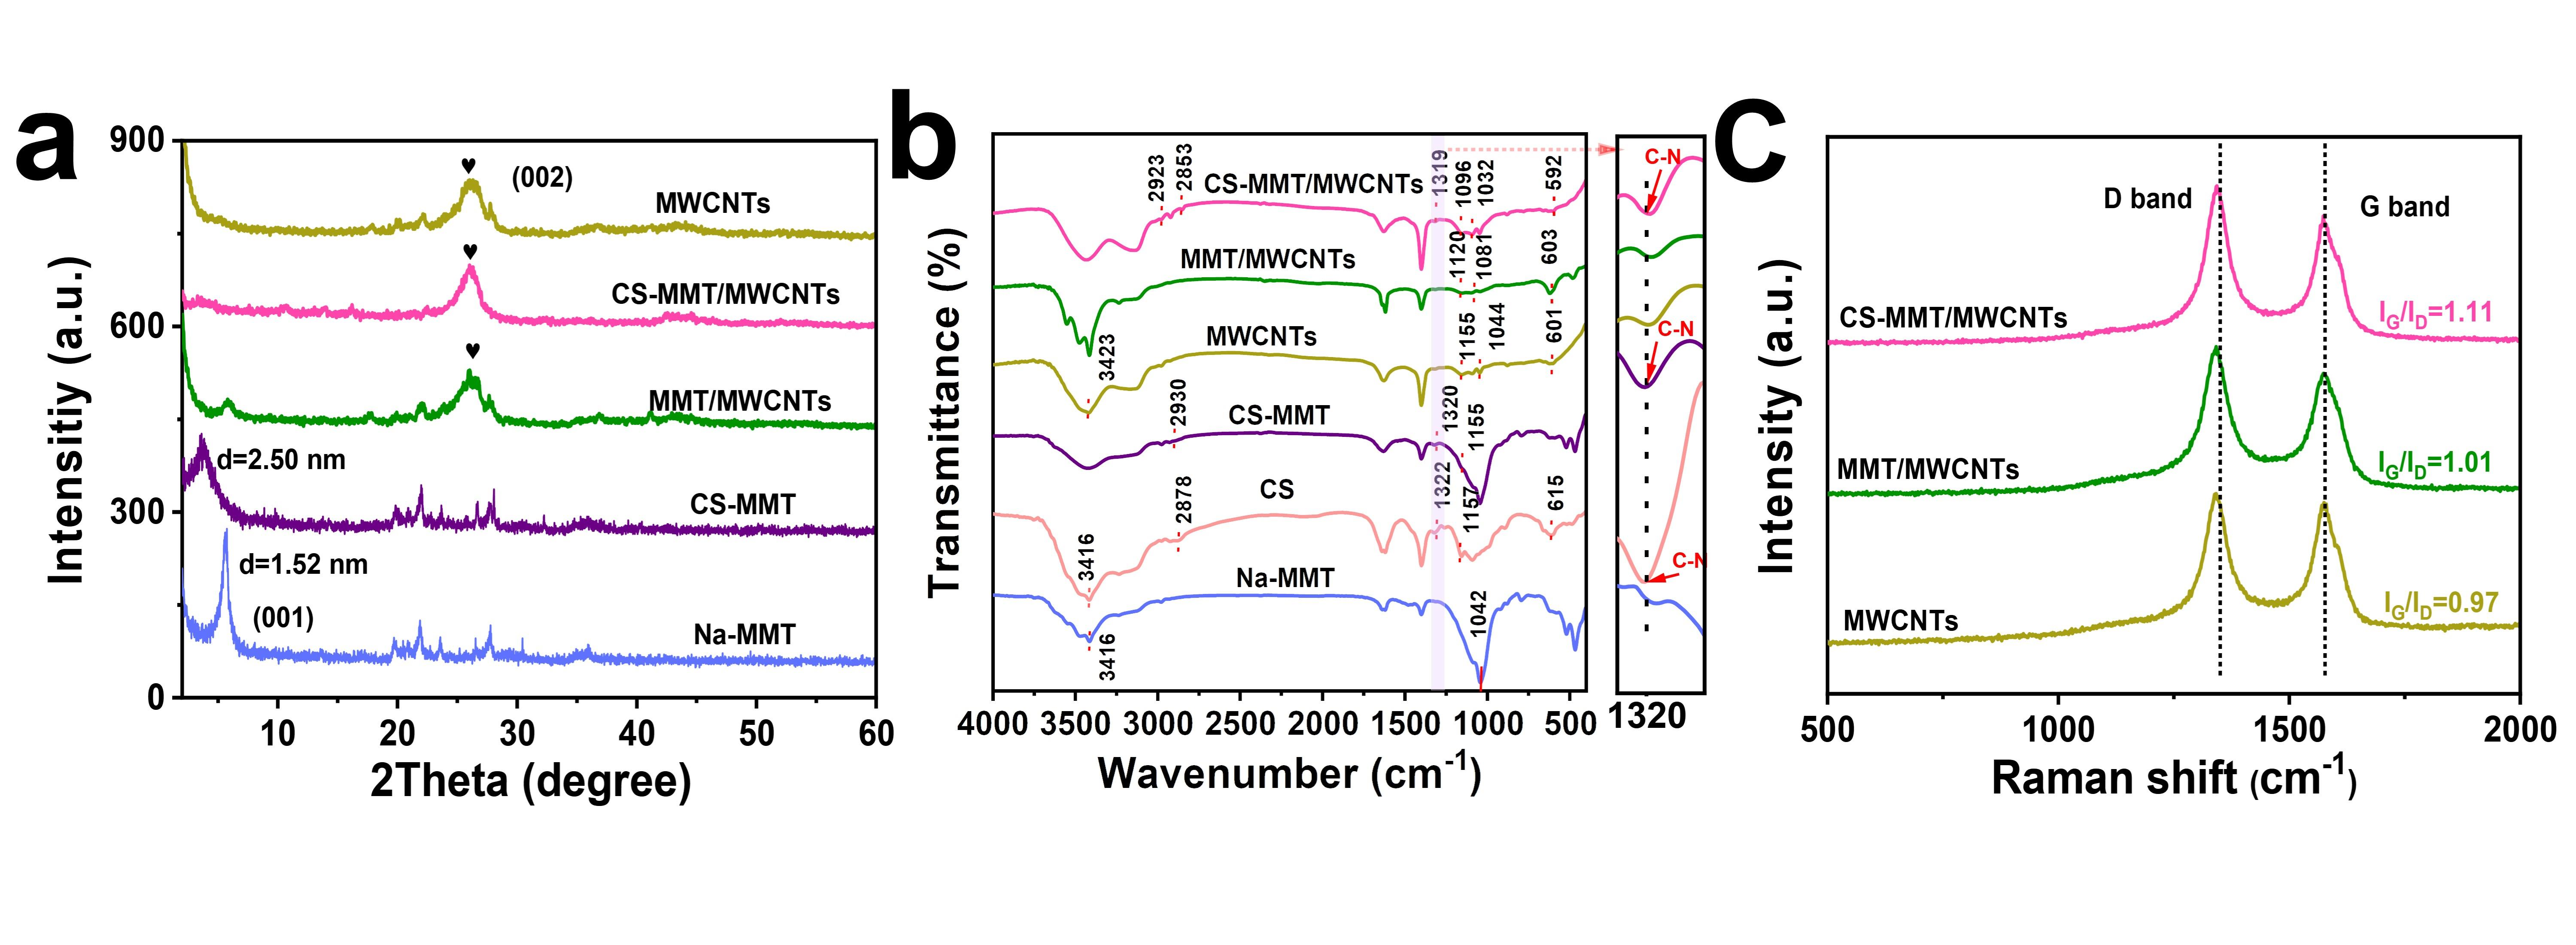 a
900
600
300
0
Intensitiy (a.u.)
♥
(002)
MWCNTs
♥
CS-MMT/MWCNTs
♥
MMT/MWCNTs
d=2.50 nm
CS-MMT
d=1.52 nm
(001)
Na-MMT
10 20 30 40 50 60
2Theta (degree)
b
Transmittance (%)
2923
2853
CS-MMT/MWCNTs
1319
1096
1032
592
MMT/MWCNTs
1120
1081
603
3423
MWCNTs
1155
1044
601
2930
CS-MMT
1320
1155
3416
2878
CS
1322
1157
615
3416
Na-MMT
1042
4000 3500 3000 2500 2000 1500 1000 500
Wavenumber (cm-1)
C-N
C-N
C-N
1320
C
Intensity (a.u.)
D band
G band
CS-MMT/MWCNTs
IG/ID=1.11
MMT/MWCNTs
IG/ID=1.01
MWCNTs
IG/ID=0.97
500 1000 1500 2000
Raman shift (cm-1)